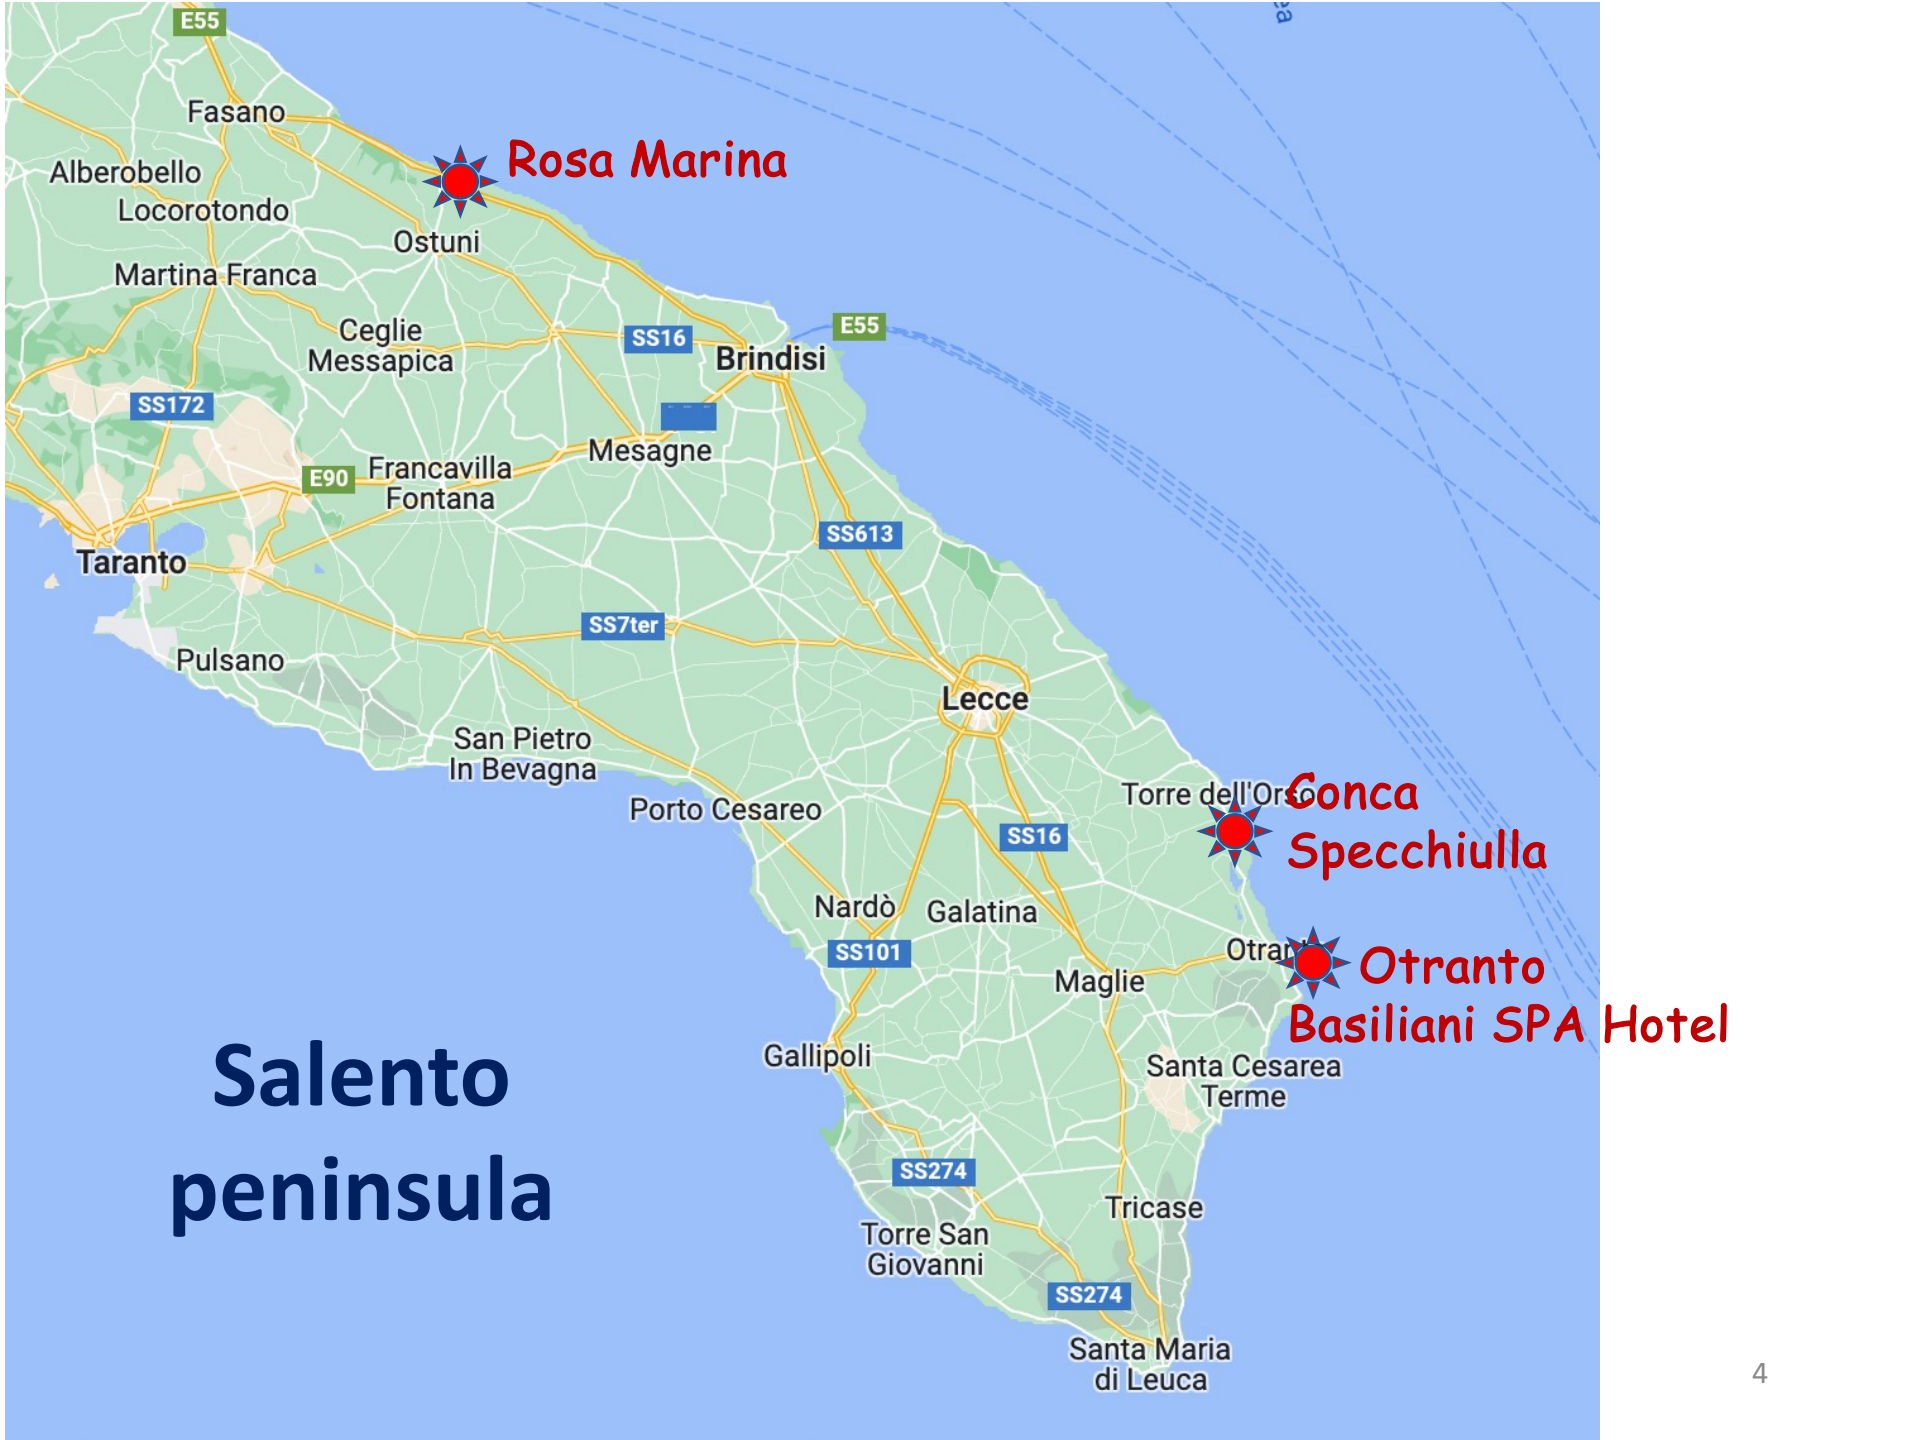 ea
E55
Fasano
Rosa Marina
Alberobello
Locorotondo
Ostuni
Martina Franca
E55
Ceglie
Messapica
SS16
Brindisi
SS172
Mesagne
E90
Francavilla
Fontana
SS613
Taranto
SS7ter
Pulsano
Lecce
San Pietro
In Bevagna
Torre dell'Orso
Conca
Specchiulla
Porto Cesareo
SS16
Nardò
Galatina
SS101
Otranto
Otranto
Basiliani SPA Hotel
Maglie
Salento
peninsula
Gallipoli
Santa Cesarea
Terme
SS274
Tricase
Torre San
Giovanni
SS274
Santa Maria
di Leuca
4